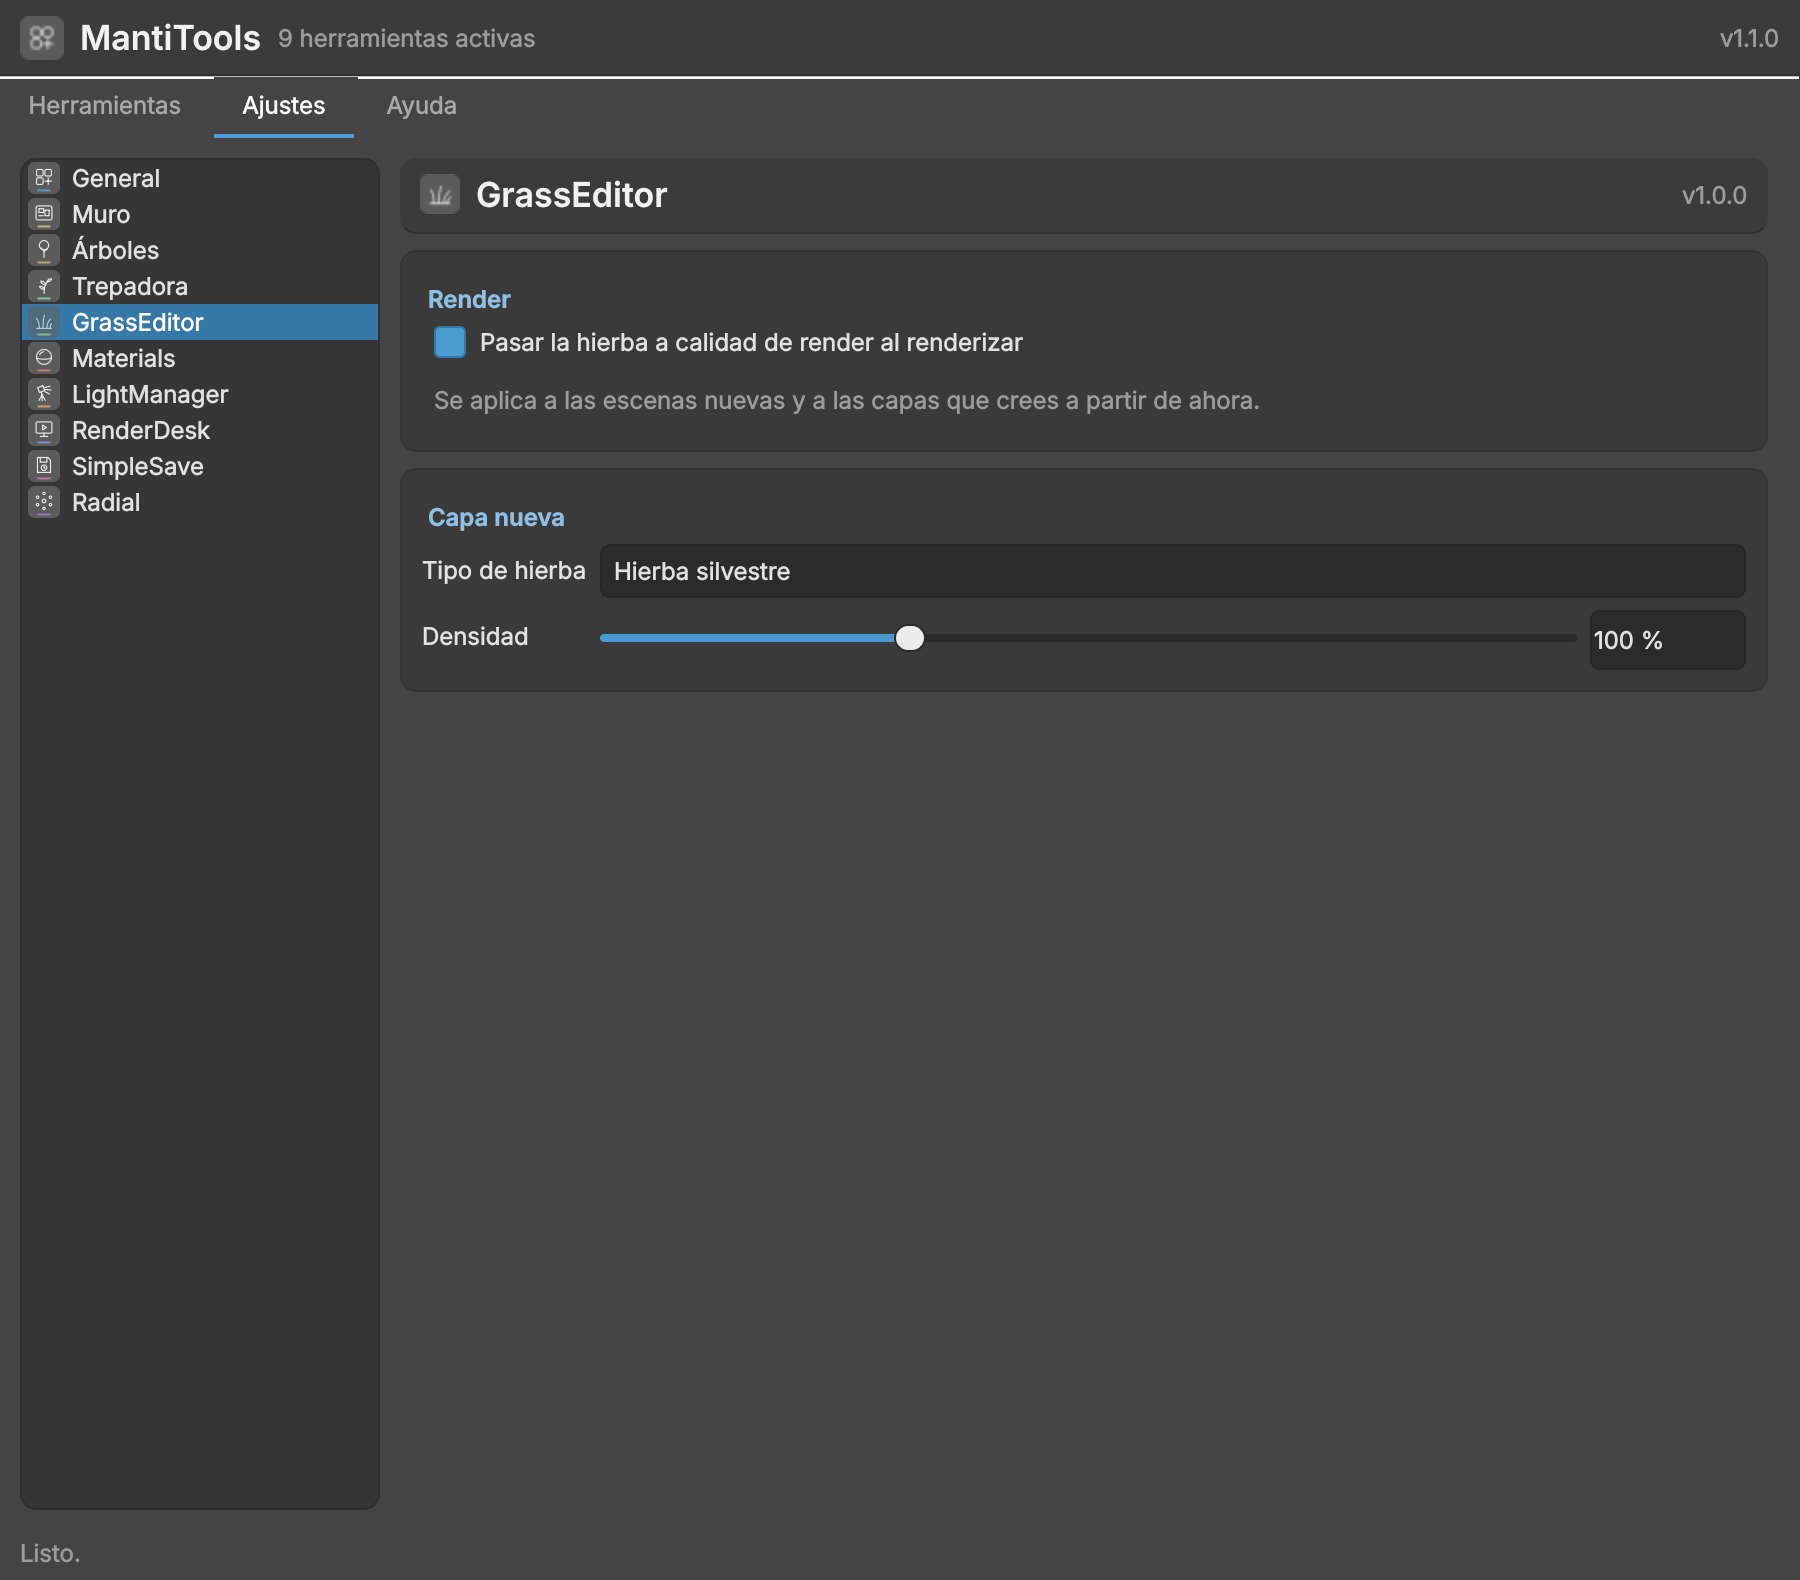 MantiTools 9 herramientas activas v1.1.0
Herramientas Ajustes Ayuda
General
Muro
Árboles
Trepadora
GrassEditor
Materials
LightManager
RenderDesk
SimpleSave
Radial
GrassEditor v1.0.0
Render
Pasar la hierba a calidad de render al renderizar
Se aplica a las escenas nuevas y a las capas que crees a partir de ahora.
Capa nueva
Tipo de hierba Hierba silvestre
Densidad 100 %
Listo.